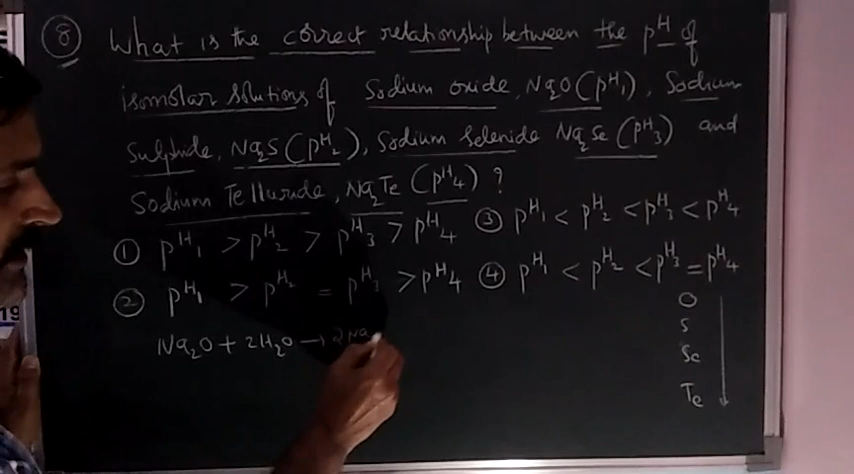 ⑧ What is the correct relationship between the pH of
isomolar solutions of Sodium oxide, Na2O(pH1), Sodium
Sulphide, Na2S(pH2), Sodium Selenide Na2Se(pH3) and
Sodium Telluride, Na2Te(pH4)?
① pH1 > pH2 > pH3 > pH4 ③ pH1 < pH2 < pH3 < pH4
② pH1 > pH2 = pH3 > pH4 ④ pH1 < pH2 < pH3 = pH4
O
S
Se
Te
Na2O + 2H2O → 2Na
19